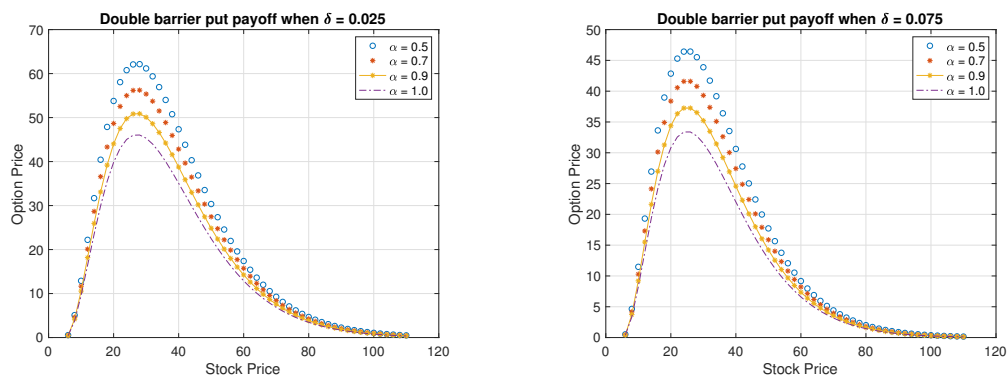 Double barrier put payoff when δ = 0.025
70
60
50
40
30
20
10
0
Option Price
0 20 40 60 80 100 120
Stock Price
α = 0.5
α = 0.7
α = 0.9
α = 1.0
Double barrier put payoff when δ = 0.075
50
45
40
35
30
25
20
15
10
5
0
Option Price
0 20 40 60 80 100 120
Stock Price
α = 0.5
α = 0.7
α = 0.9
α = 1.0